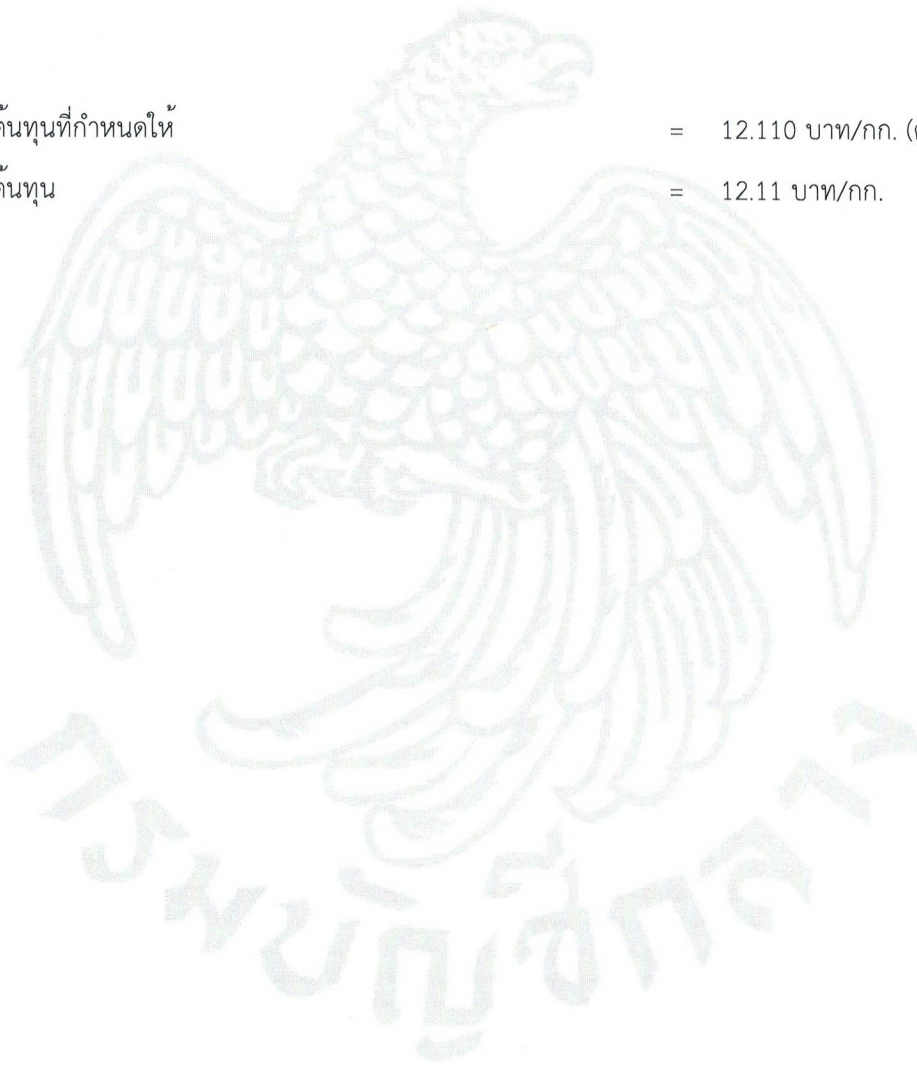 ต้นทุนที่กำหนดให้ = 12.110 บาท/กก. (
ต้นทุน = 12.11 บาท/กก.
กรมบัญชีกลาง